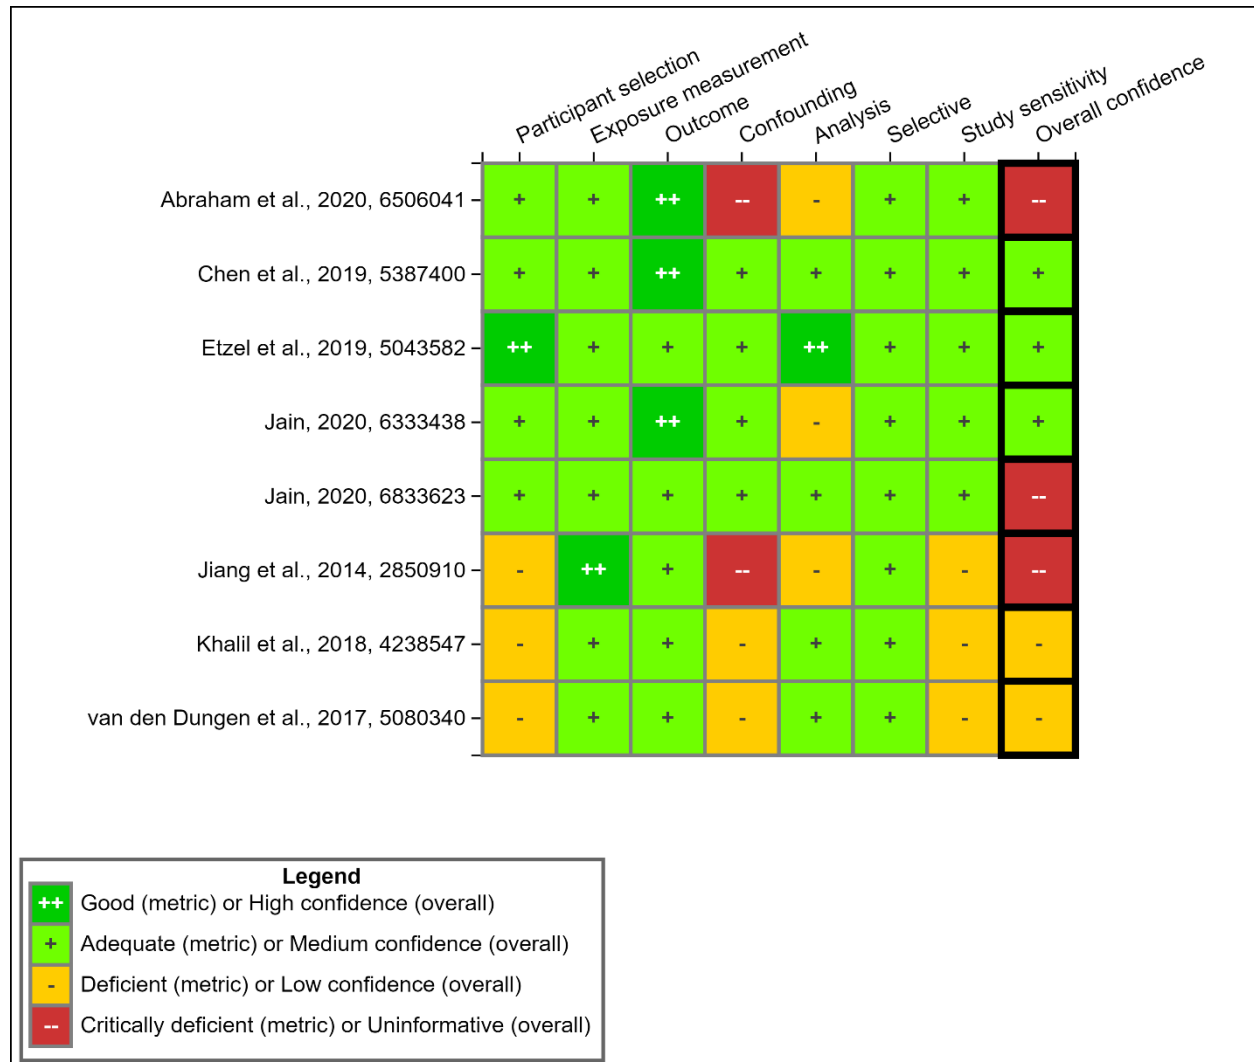 Participant selection
Exposure measurement
Outcome
Confounding
Analysis
Selective
Study sensitivity
Overall confidence
Abraham et al., 2020, 6506041 + + ++ -- - + + --
Chen et al., 2019, 5387400 + + ++ + + + + +
Etzel et al., 2019, 5043582 ++ + + + ++ + + +
Jain, 2020, 6333438 + + ++ + - + + +
Jain, 2020, 6833623 + + + + + + + --
Jiang et al., 2014, 2850910 - ++ + -- - + - --
Khalil et al., 2018, 4238547 - + + - + + - -
van den Dungen et al., 2017, 5080340 - + + - + + - -
Legend
++ Good (metric) or High confidence (overall)
+ Adequate (metric) or Medium confidence (overall)
- Deficient (metric) or Low confidence (overall)
-- Critically deficient (metric) or Uninformative (overall)